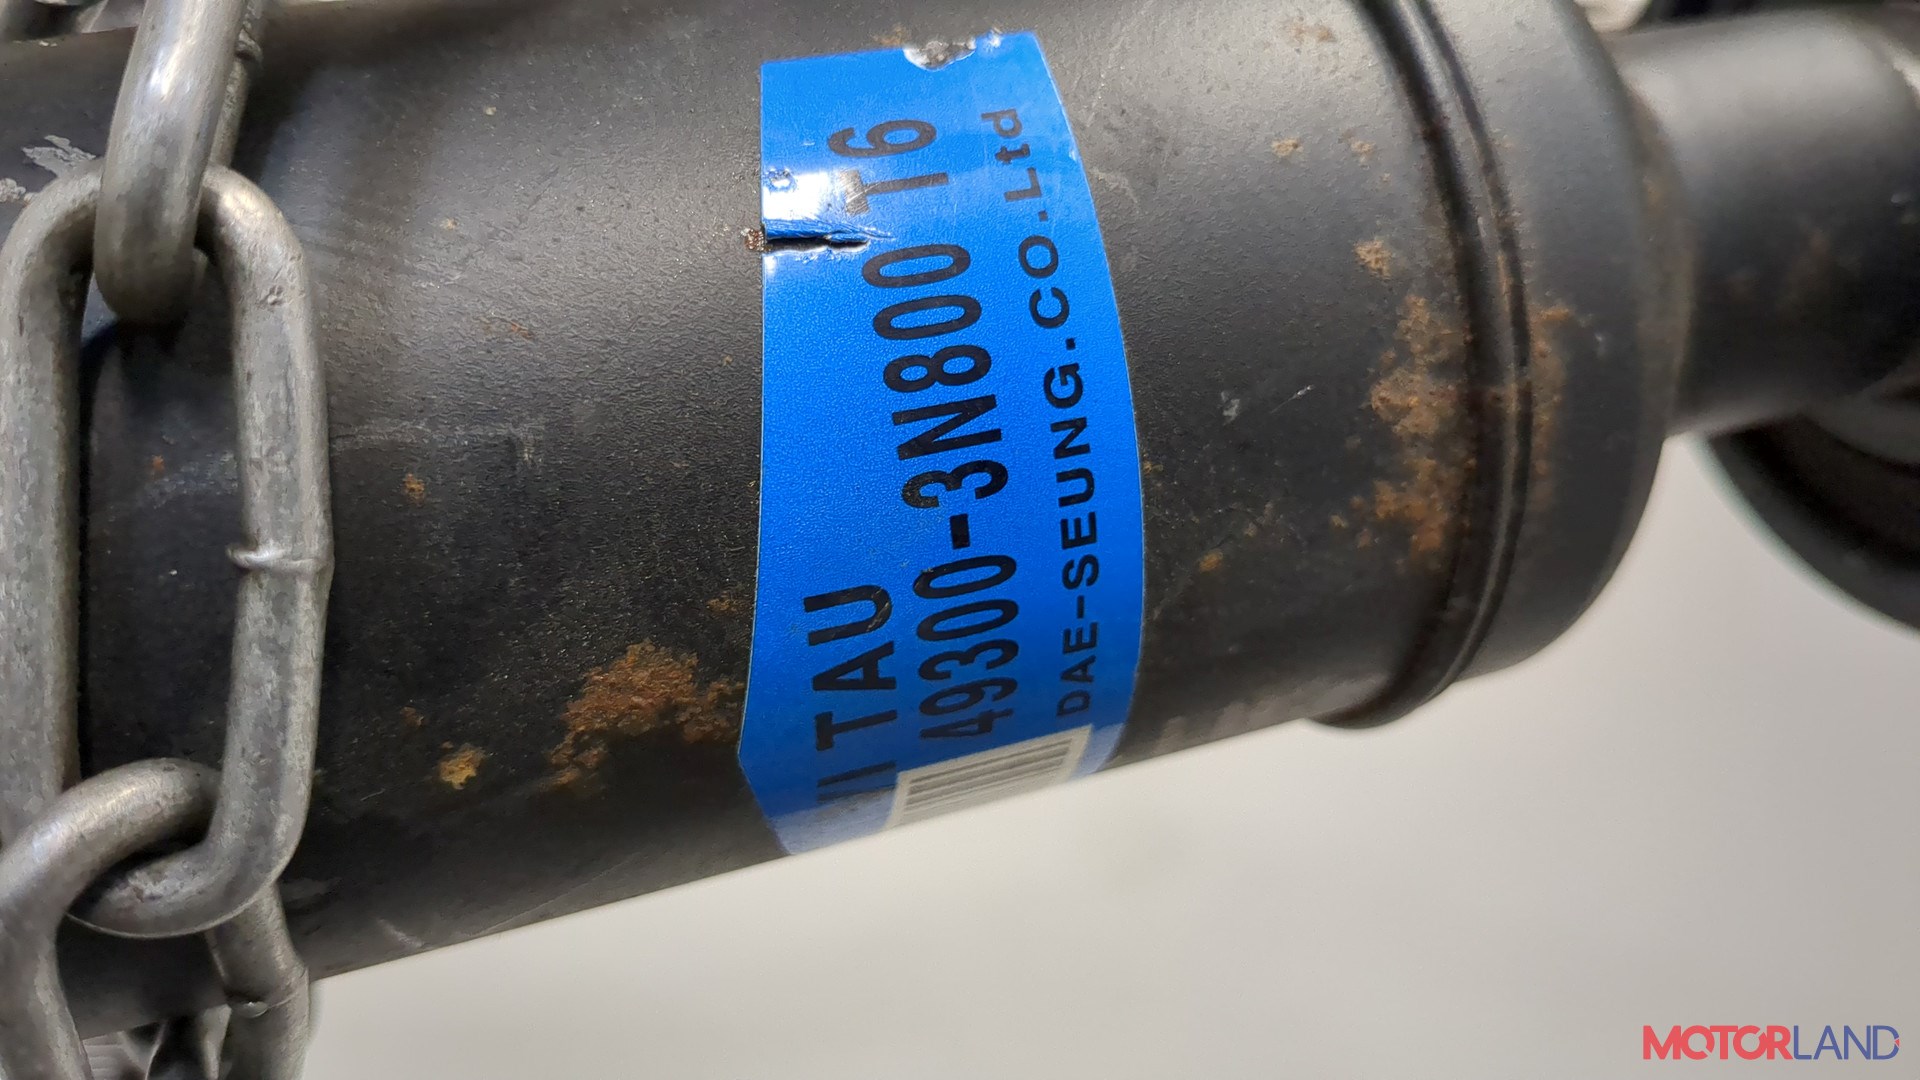 TAU
49300-3N800 T6
DAE-SEUNG.CO.Ltd
MOTORLAND